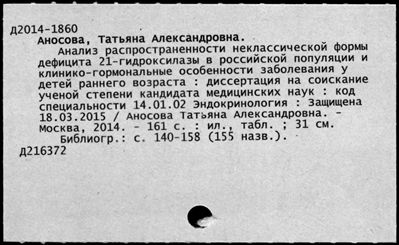 Д2014-1860
Аносова, Татьяна Александровна.
Анализ распространенности неклассической формы
дефицита 21-гидроксилазы в российской популяции и
клинико-гормональные особенности заболевания у
детей раннего возраста : диссертация на соискание
ученой степени кандидата медицинских наук : код
специальности 14.01.02 Эндокринология : Защищена
18.03.2015 / Аносова Татьяна Александровна. -
Москва, 2014. - 161 с. : ил., табл. ; 31 см.
Библиогр.: с. 140-158 (155 назв.).
Д216372